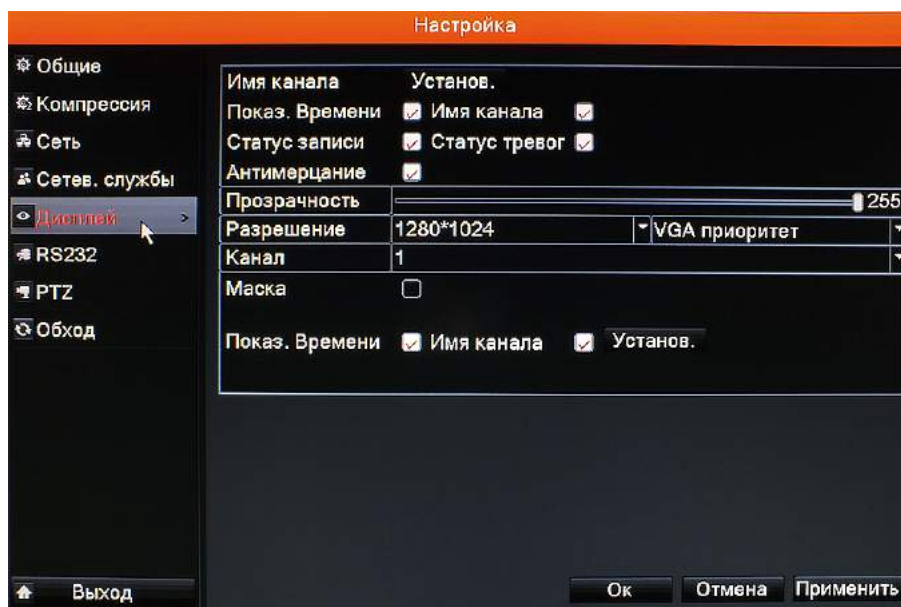 Настройка
Общие
Компрессия
Сеть
Сетев. службы
Дисплей >
RS232
PTZ
Обход
Выход
Имя канала Установ.
Показ. Времени Имя канала
Статус записи Статус тревог
Антимерцание
Прозрачность 255
Разрешение 1280*1024 VGA приоритет
Канал 1
Маска
Показ. Времени Имя канала Установ.
Ок Отмена Применить